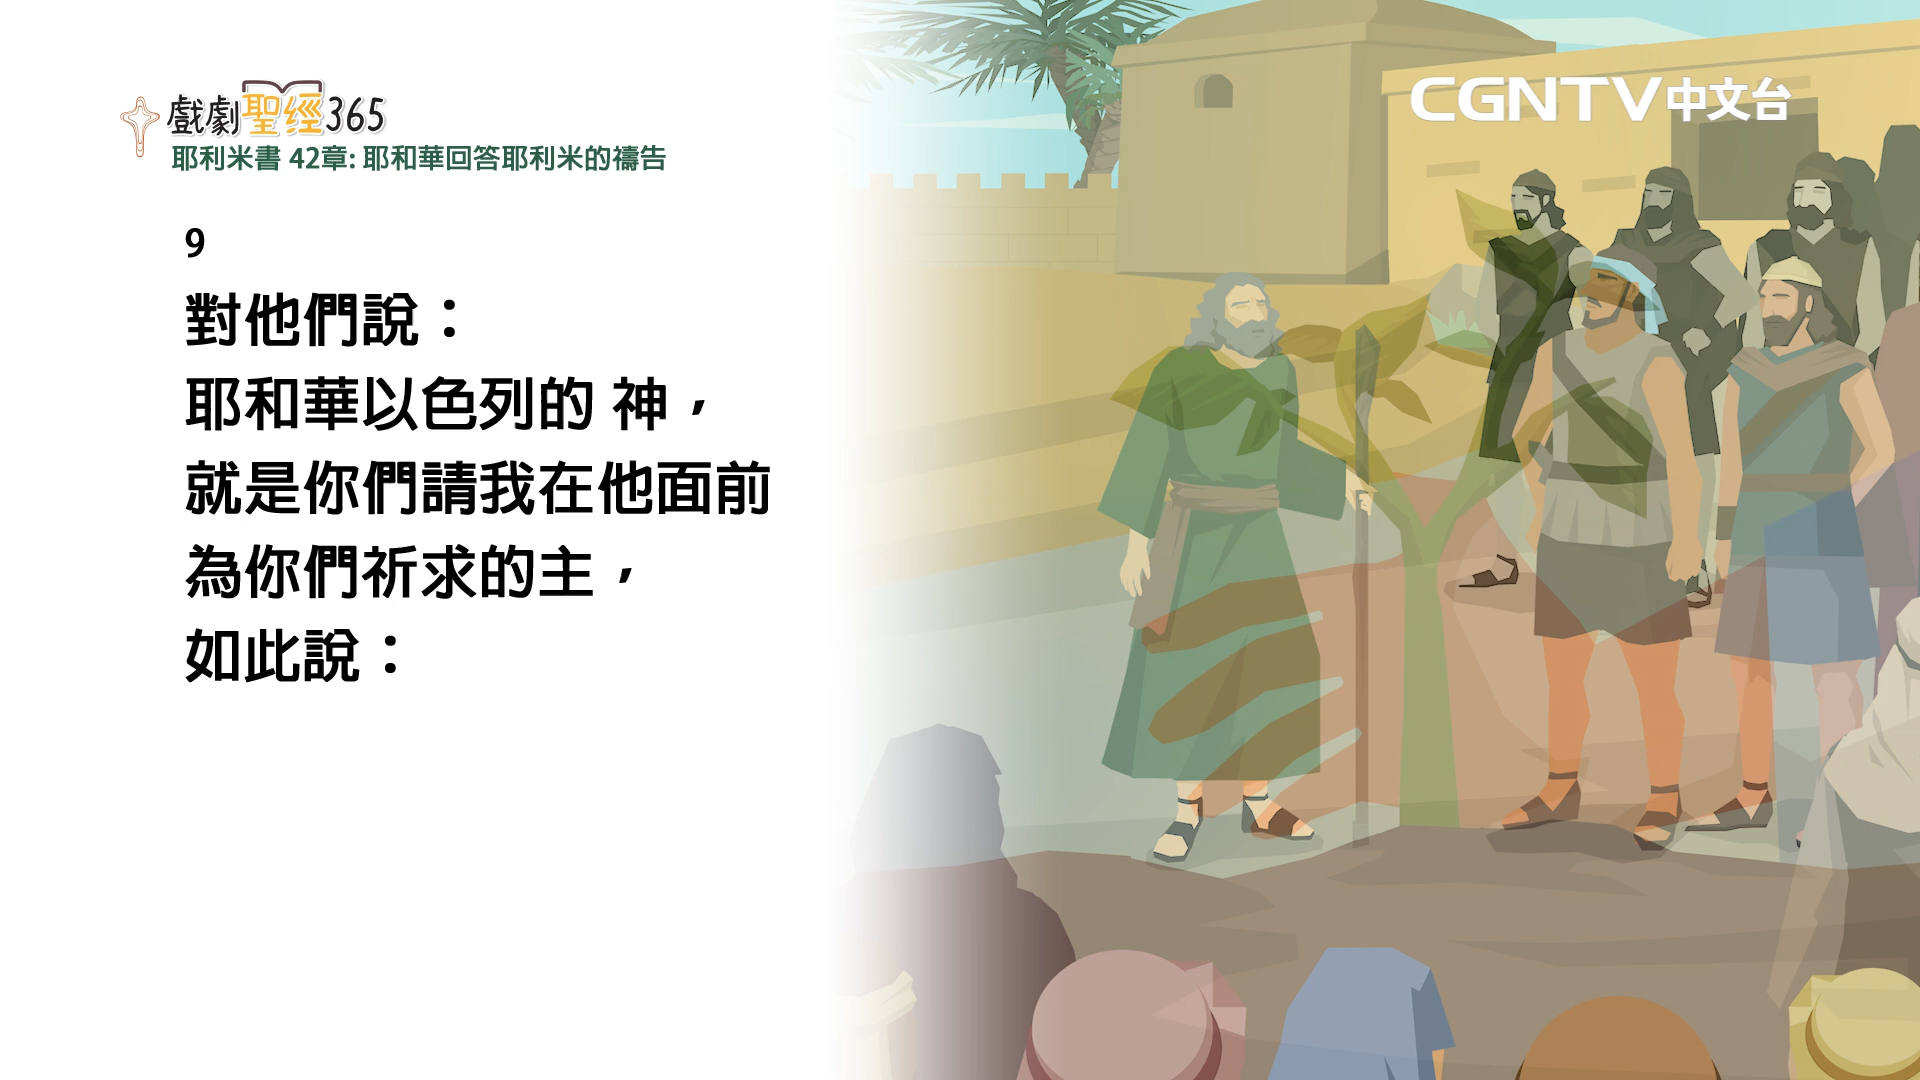 戲劇聖經365
CGNTV中文台
耶利米書 42章: 耶和華回答耶利米的禱告
9
對他們說：
耶和華以色列的 神，
就是你們請我在他面前
為你們祈求的主，
如此說：